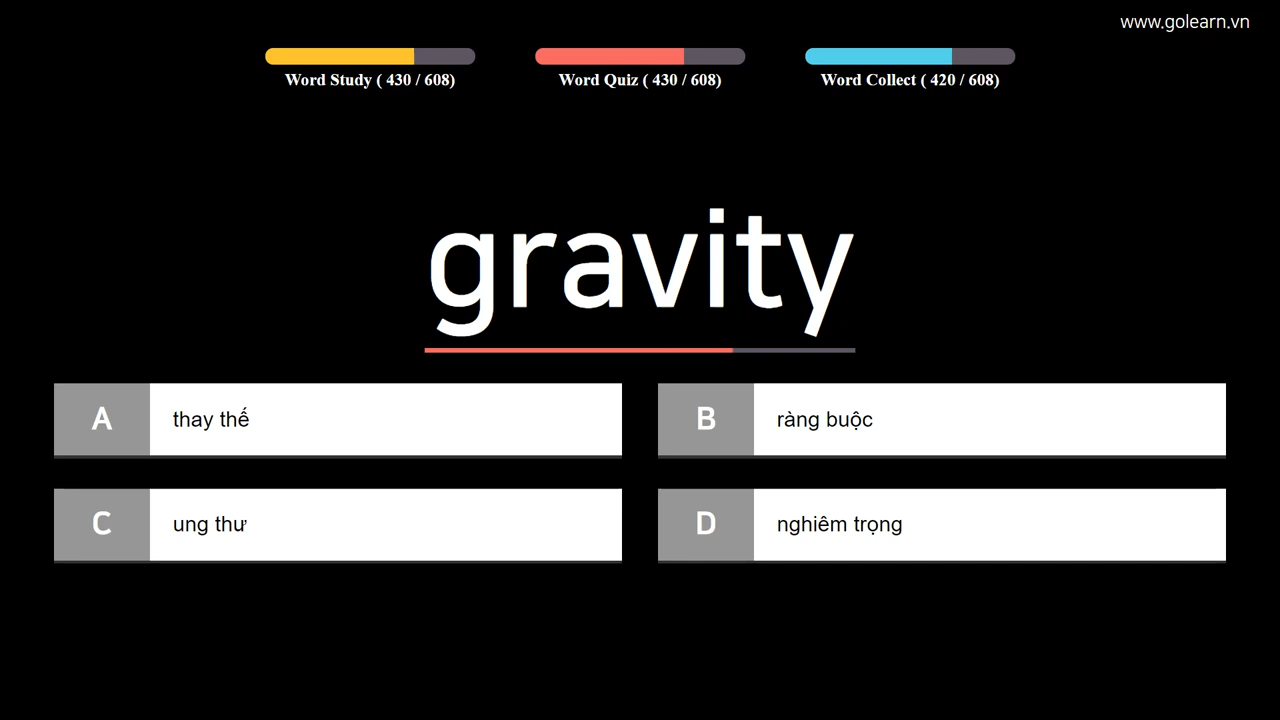 www.golearn.vn
Word Study ( 430 / 608)
Word Quiz ( 430 / 608)
Word Collect ( 420 / 608)
gravity
A thay thế
B ràng buộc
C ung thư
D nghiêm trọng